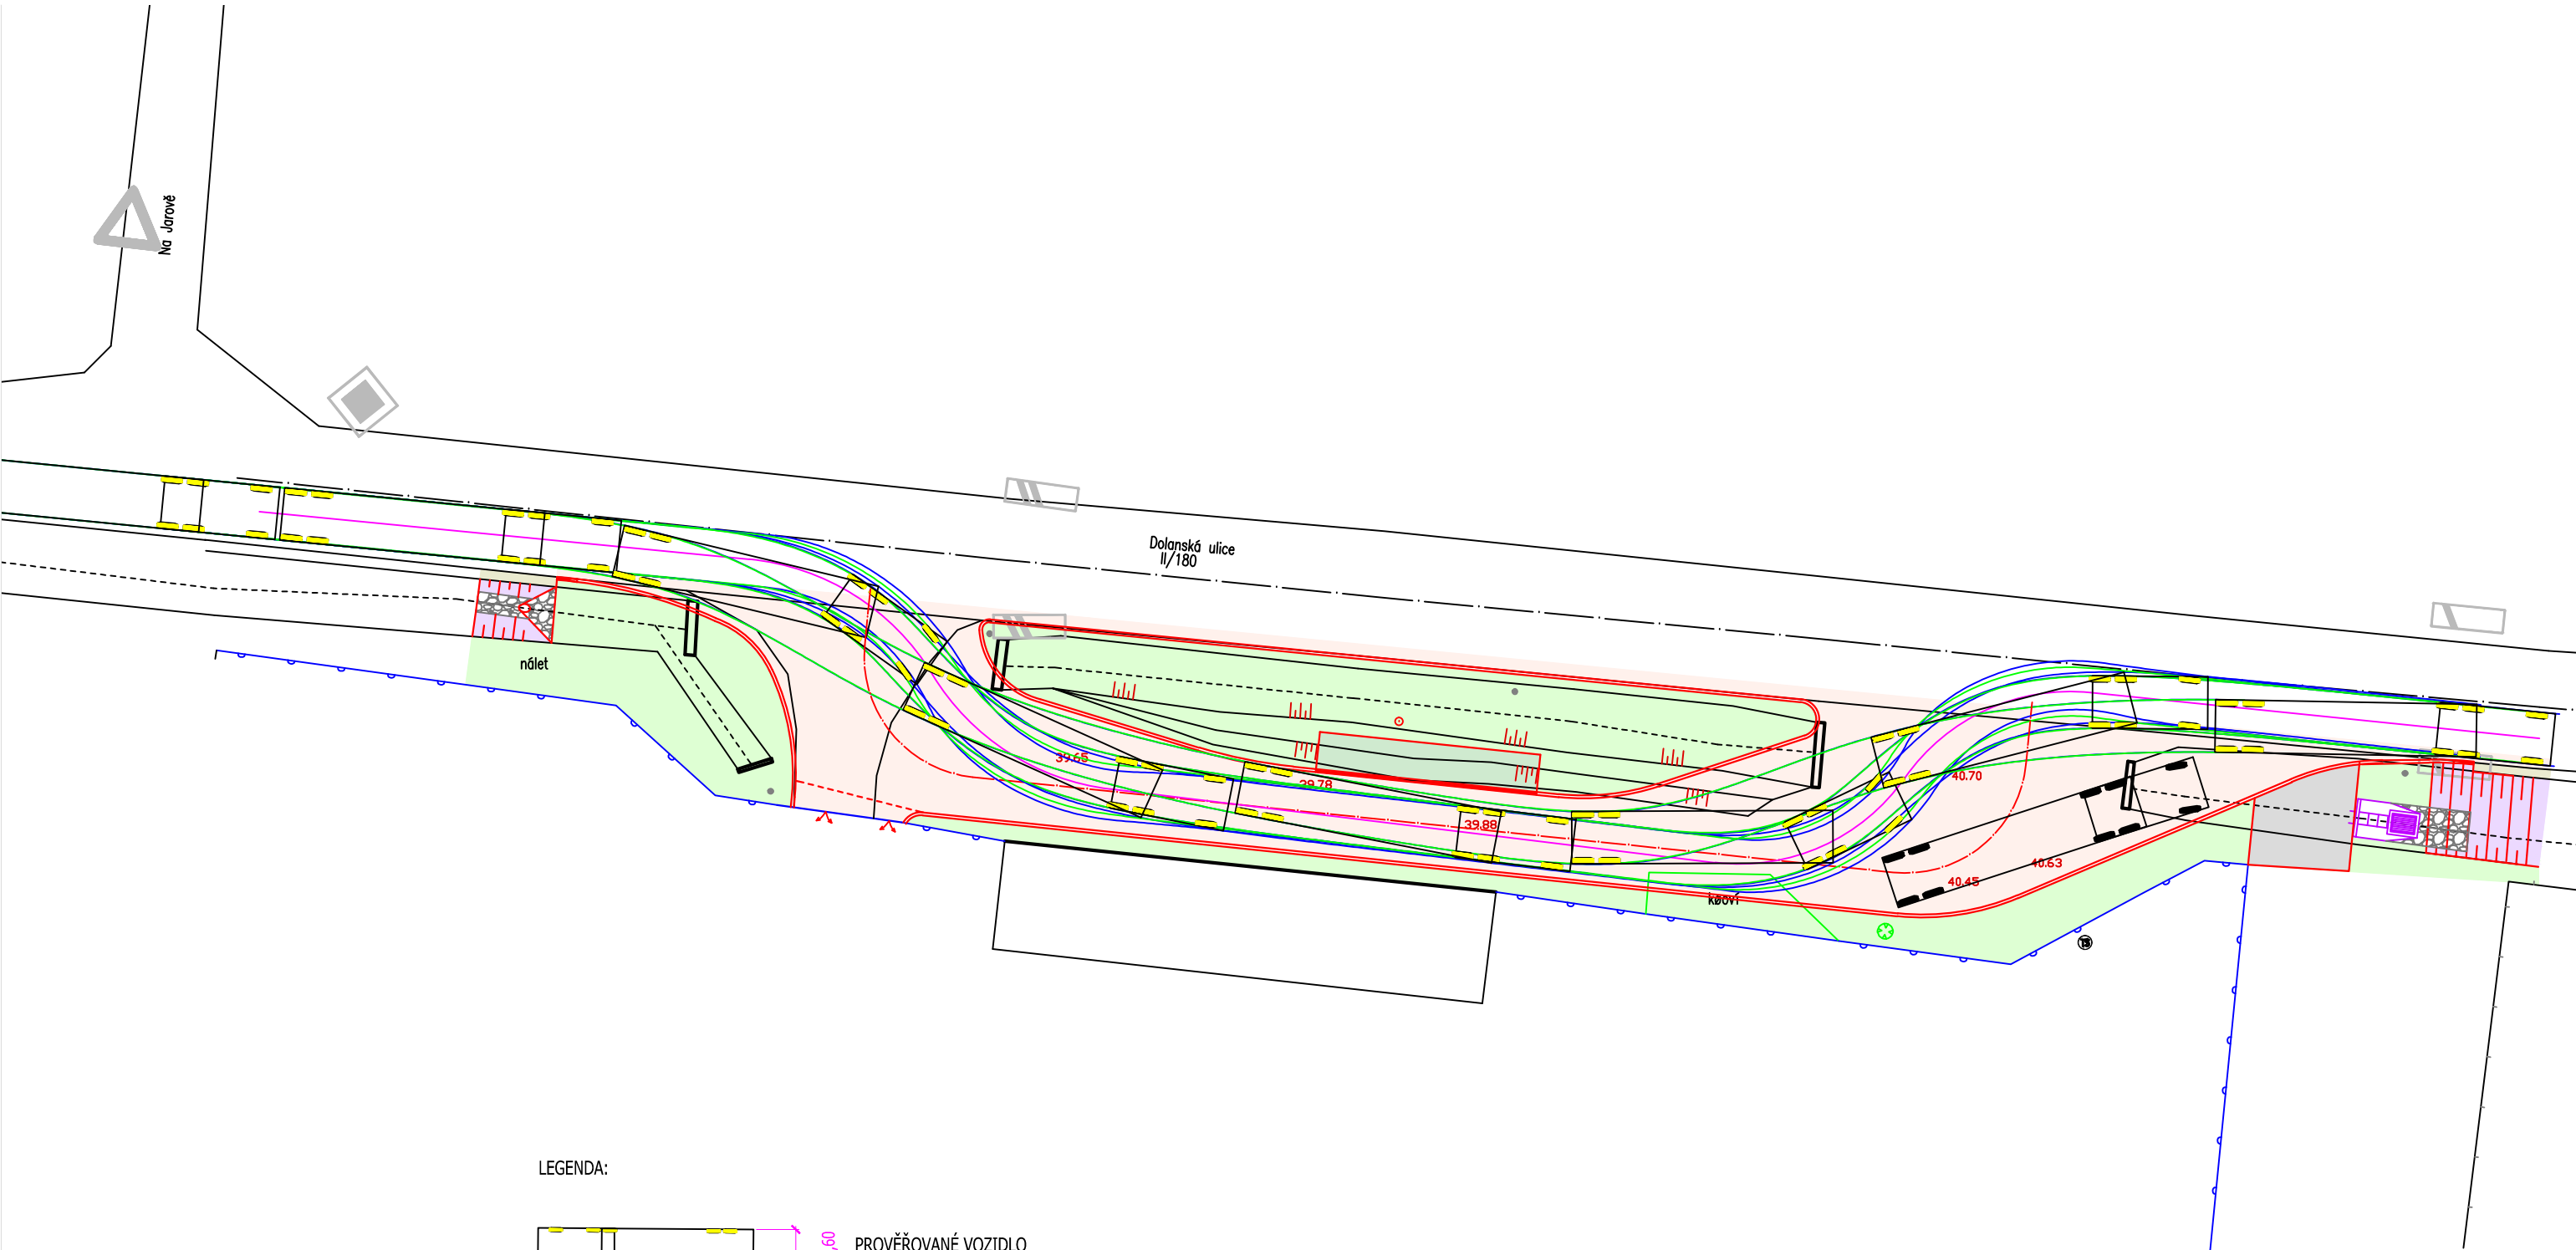 Na Jarově
Dolanská ulice
II/180
nálet
39.65
39.78
39.88
40.70
40.63
40.45
køoví
LEGENDA:
PROVĚŘOVANÉ VOZIDLO